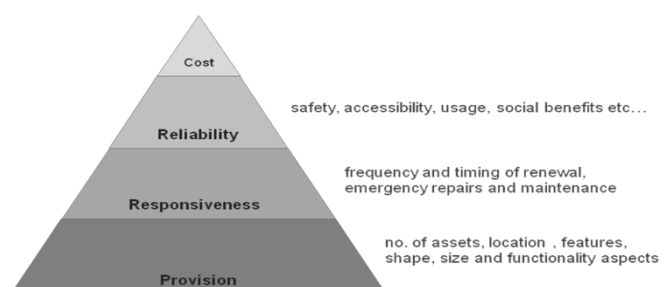 Cost
safety, accessibility, usage, social benefits etc...
Reliability
frequency and timing of renewal,
emergency repairs and maintenance
Responsiveness
no. of assets, location , features,
shape, size and functionality aspects
Provision